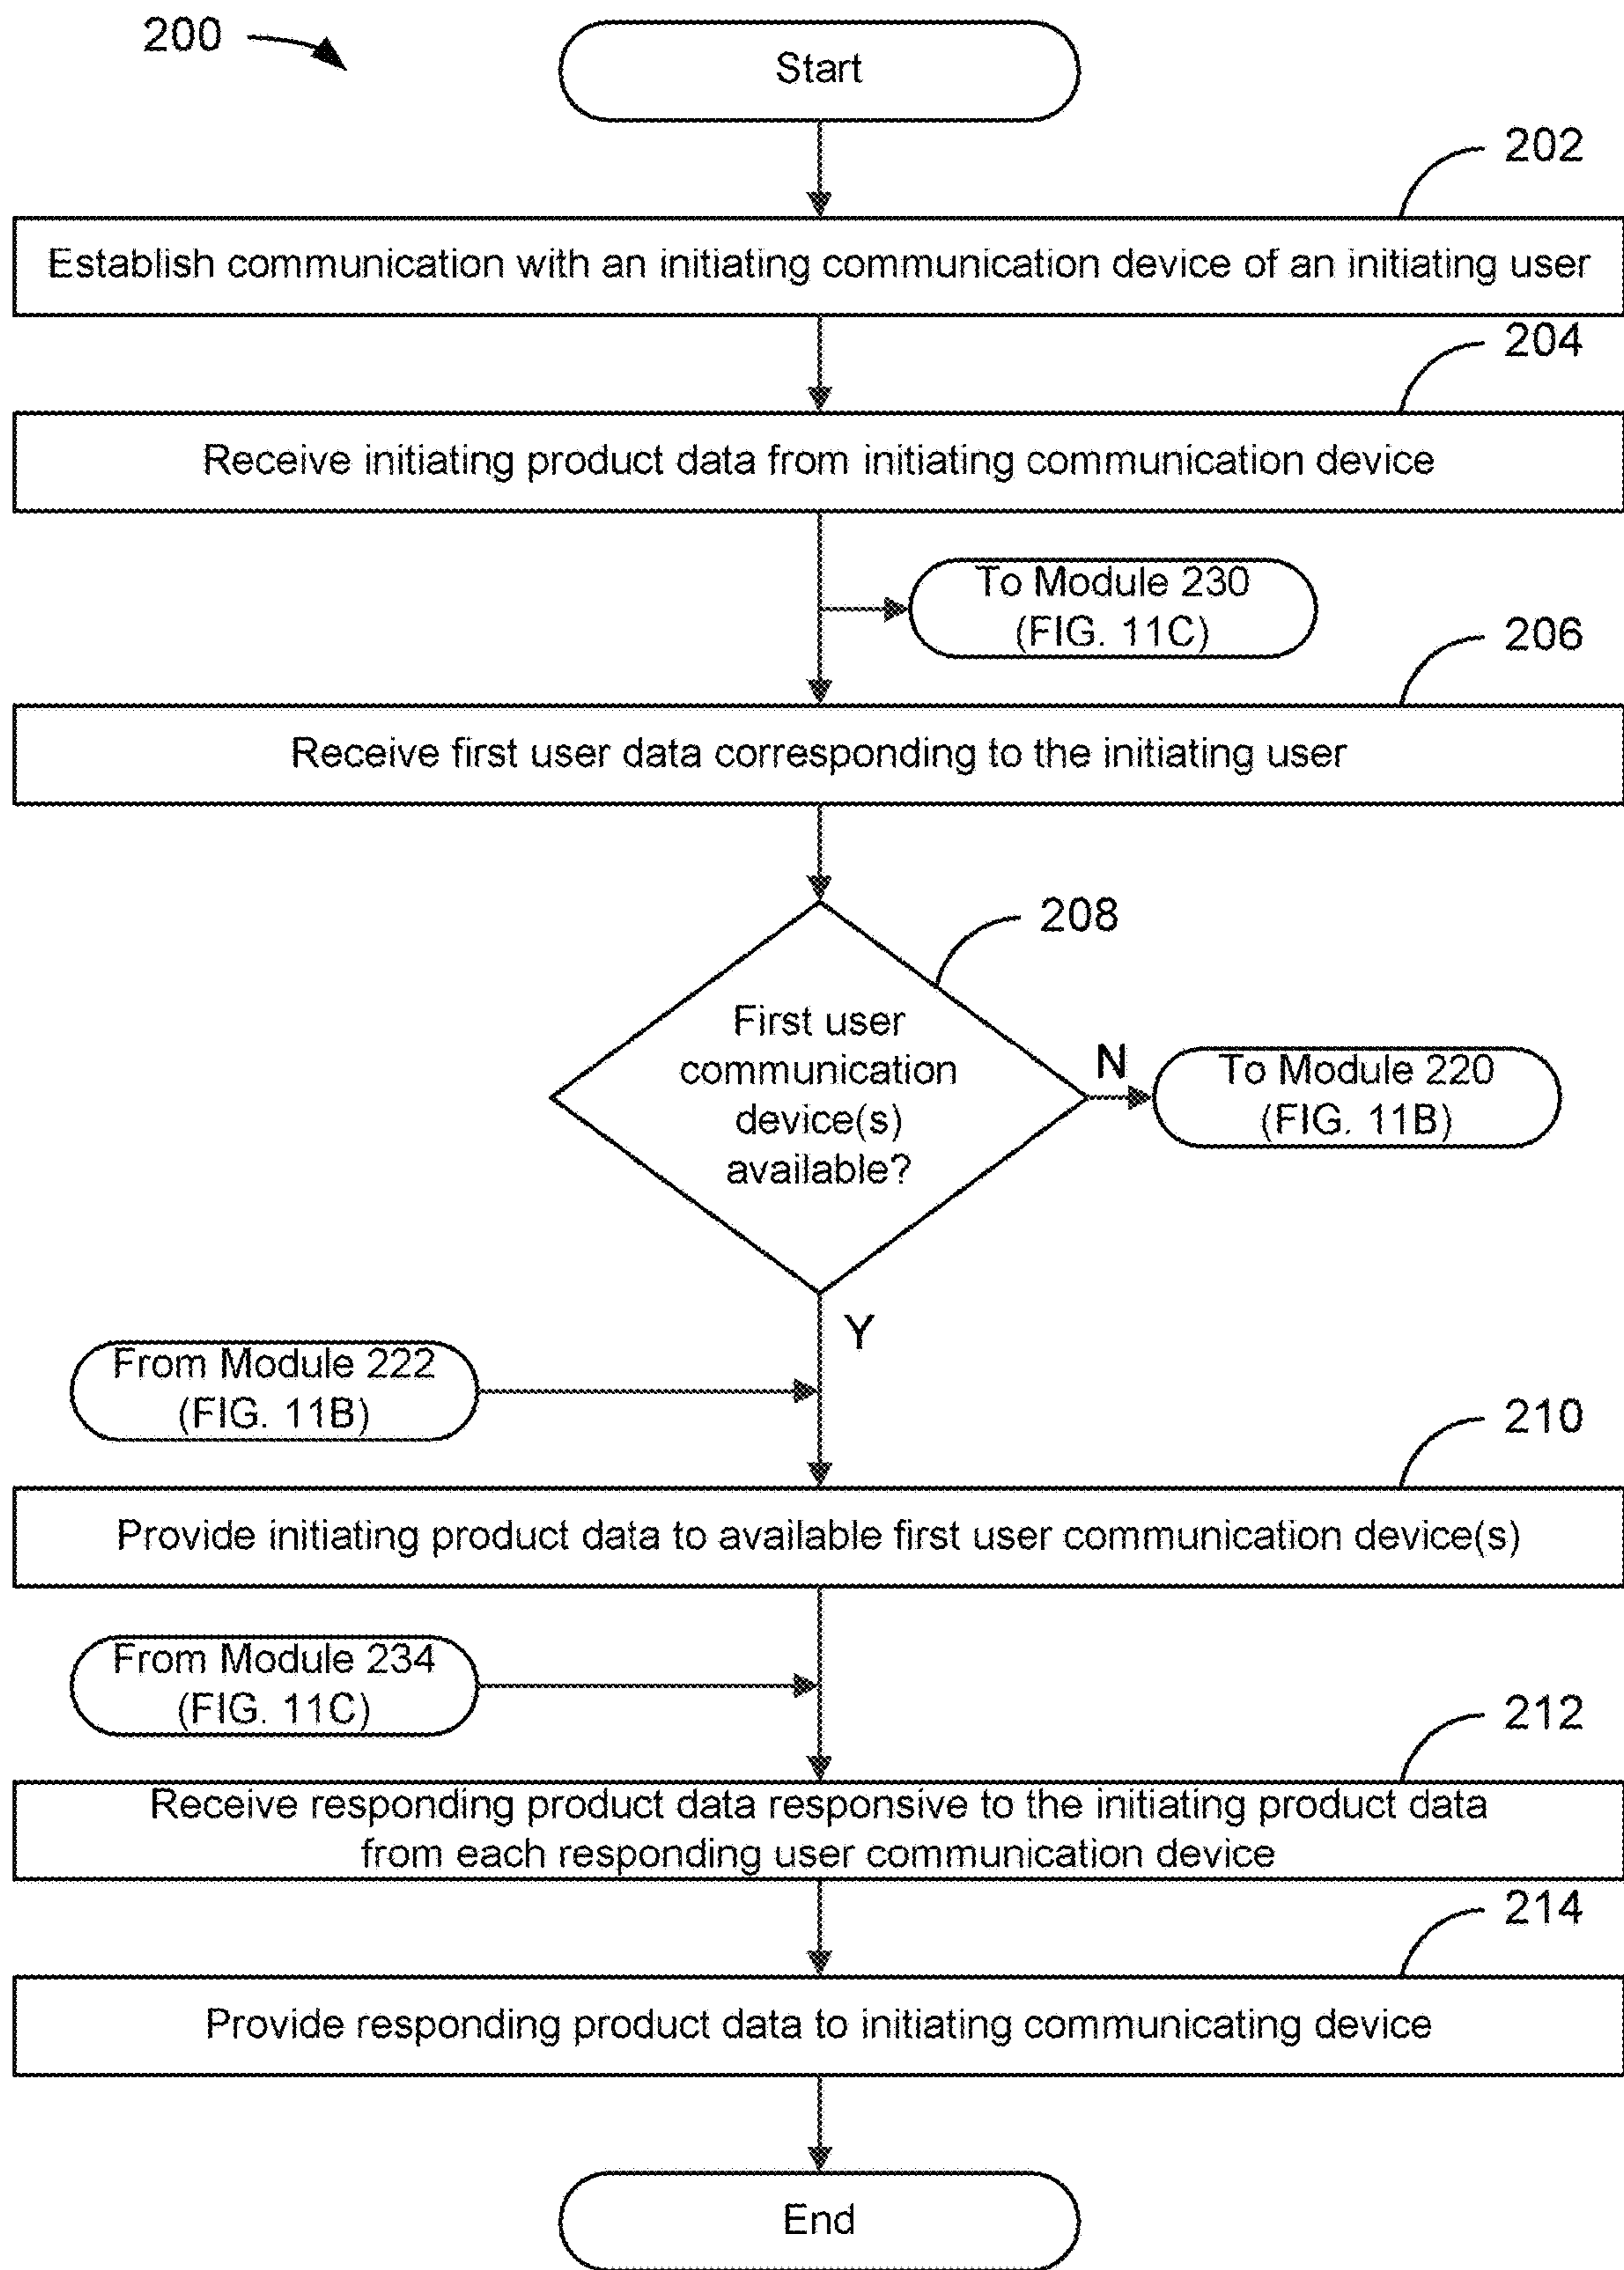 200
Start
202
Establish communication with an initiating communication device of an initiating user
204
Receive initiating product data from initiating communication device
To Module 230
(FIG. 11C)
206
Receive first user data corresponding to the initiating user
208
First user
communication
device(s)
available?
N
To Module 220
(FIG. 11B)
Y
From Module 222
(FIG. 11B)
210
Provide initiating product data to available first user communication device(s)
From Module 234
(FIG. 11C)
212
Receive responding product data responsive to the initiating product data
from each responding user communication device
214
Provide responding product data to initiating communicating device
End